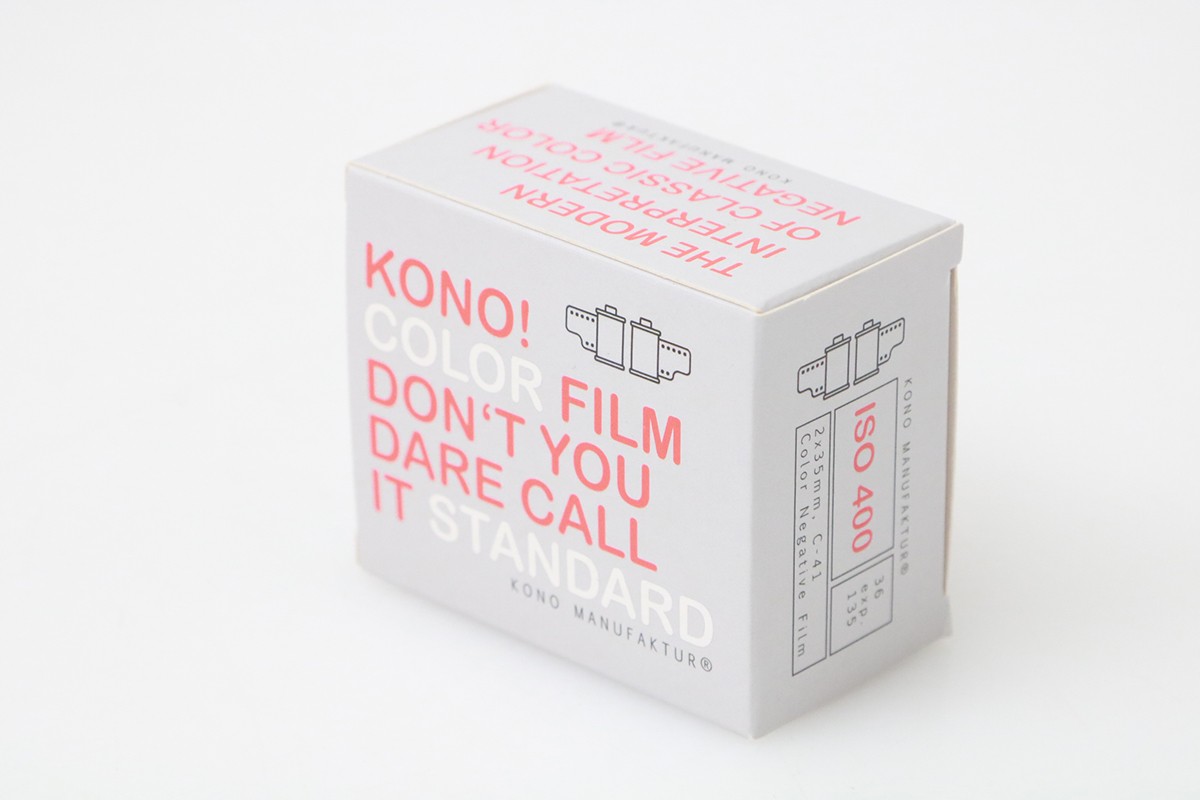 THE MODERN
INTERPRETATION
OF CLASSIC COLOR
NEGATIVE FILM
KONO MANUFAKTUR
KONO!
COLOR FILM
DON‘T YOU
DARE CALL
IT STANDARD
KONO MANUFAKTUR®
KONO MANUFAKTUR®
ISO 400
36
exp.
135
2x35mm, C-41
Color Negative Film